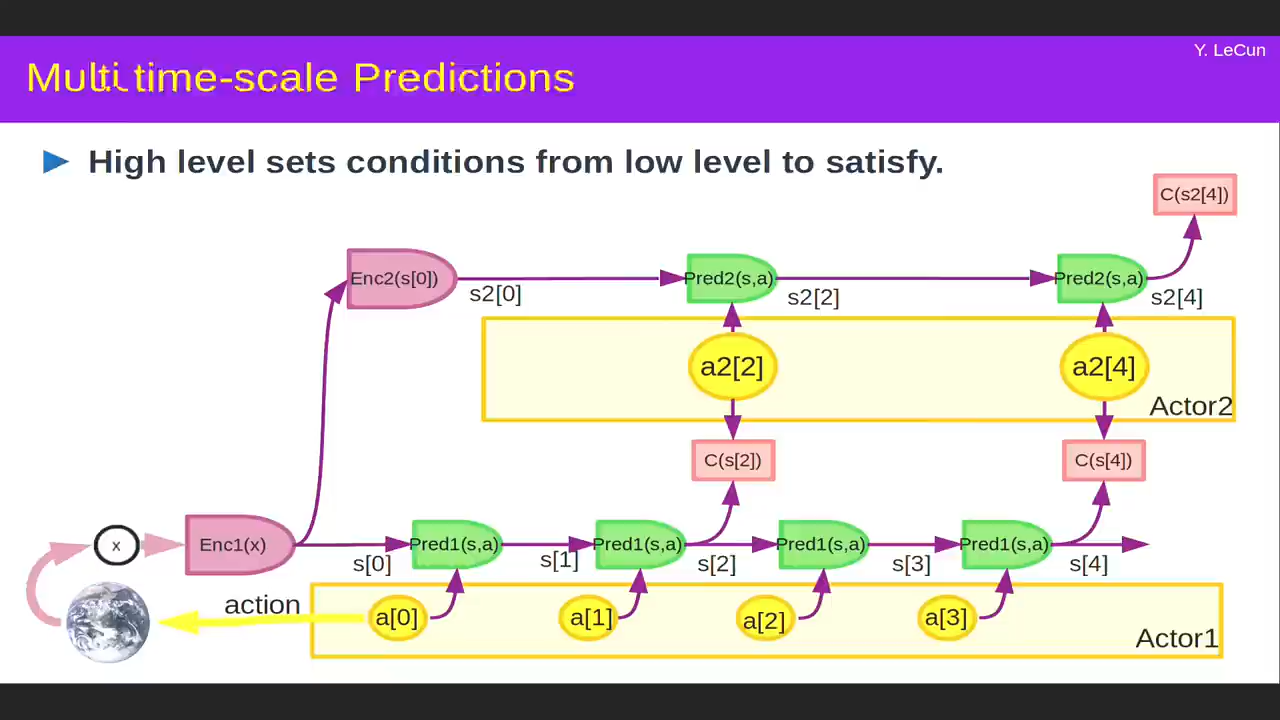 Y. LeCun
Multi time-scale Predictions
High level sets conditions from low level to satisfy.
C(s2[4])
Enc2(s[0])
s2[0]
Pred2(s,a)
s2[2]
Pred2(s,a)
s2[4]
a2[2]
a2[4]
Actor2
C(s[2])
C(s[4])
x
Enc1(x)
s[0]
Pred1(s,a)
s[1]
Pred1(s,a)
s[2]
Pred1(s,a)
s[3]
Pred1(s,a)
s[4]
action
a[0]
a[1]
a[2]
a[3]
Actor1